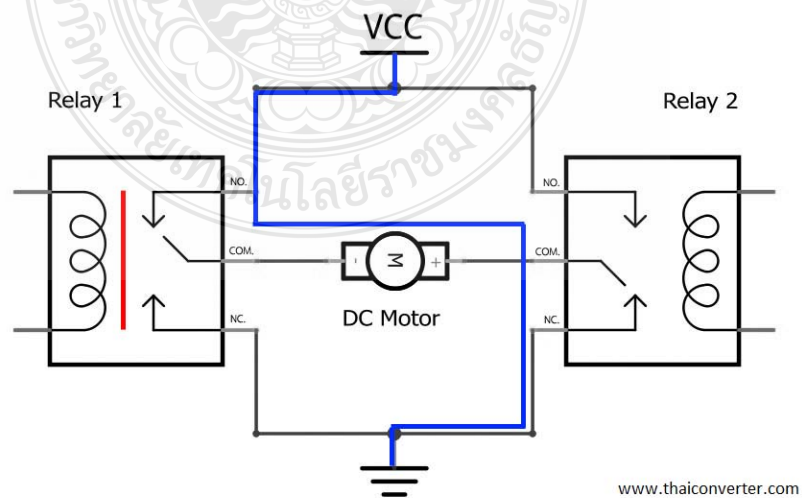 VCC
Relay 1
Relay 2
NO.
NO.
COM.
COM.
- M +
DC Motor
NC.
NC.
www.thaiconverter.com